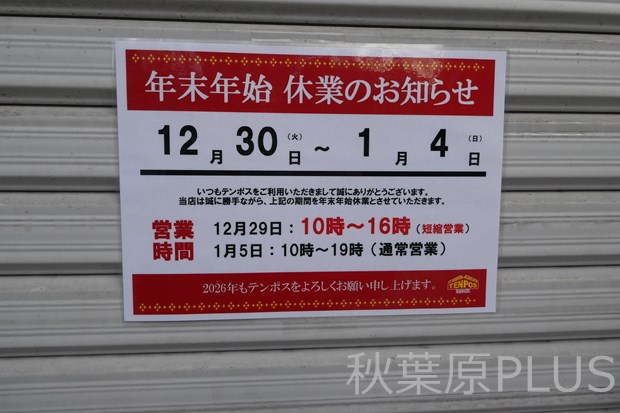 年末年始 休業のお知らせ
12月30日(火)～1月4日(日)
いつもテンポスをご利用いただきまして誠にありがとうございます。
当店は誠に勝手ながら、上記の期間を年末年始休業とさせていただきます。
営業時間
12月29日：10時～16時(短縮営業)
1月5日：10時～19時(通常営業)
2026年もテンポスをよろしくお願い申し上げます。
TENPOS
秋葉原PLUS